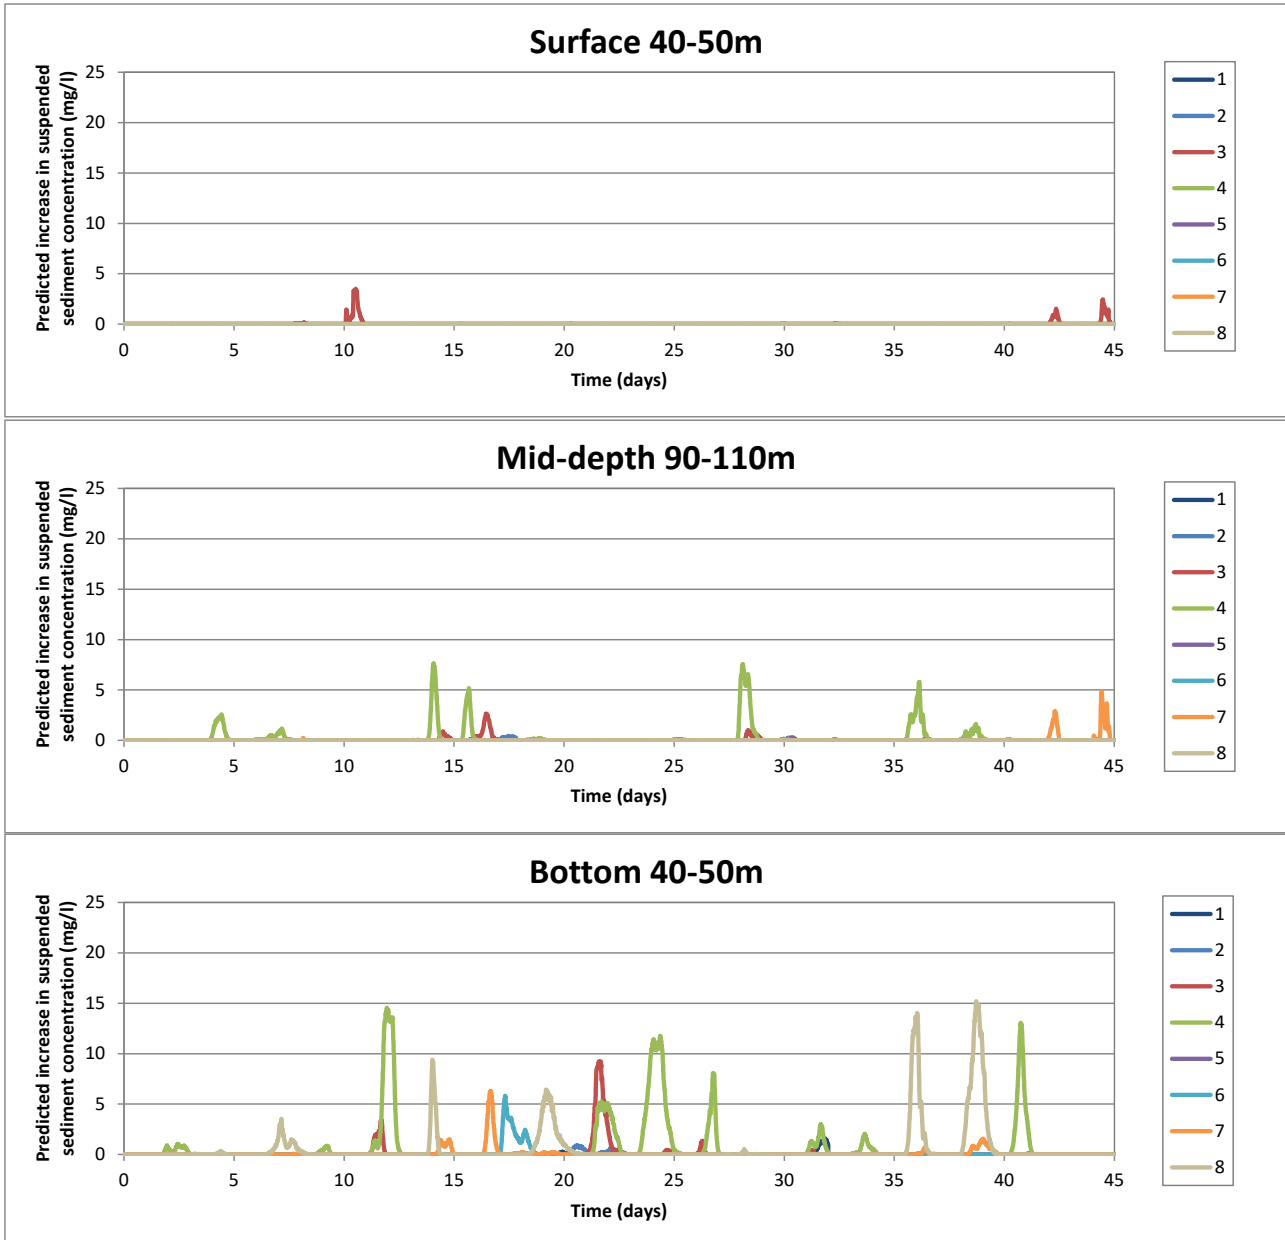 Surface 40-50m
Predicted increase in suspended
sediment concentration (mg/l)
25
20
15
10
5
0
0 5 10 15 20 25 30 35 40 45
Time (days)
1
2
3
4
5
6
7
8
Mid-depth 90-110m
Predicted increase in suspended
sediment concentration (mg/l)
25
20
15
10
5
0
0 5 10 15 20 25 30 35 40 45
Time (days)
1
2
3
4
5
6
7
8
Bottom 40-50m
Predicted increase in suspended
sediment concentration (mg/l)
25
20
15
10
5
0
0 5 10 15 20 25 30 35 40 45
Time (days)
1
2
3
4
5
6
7
8